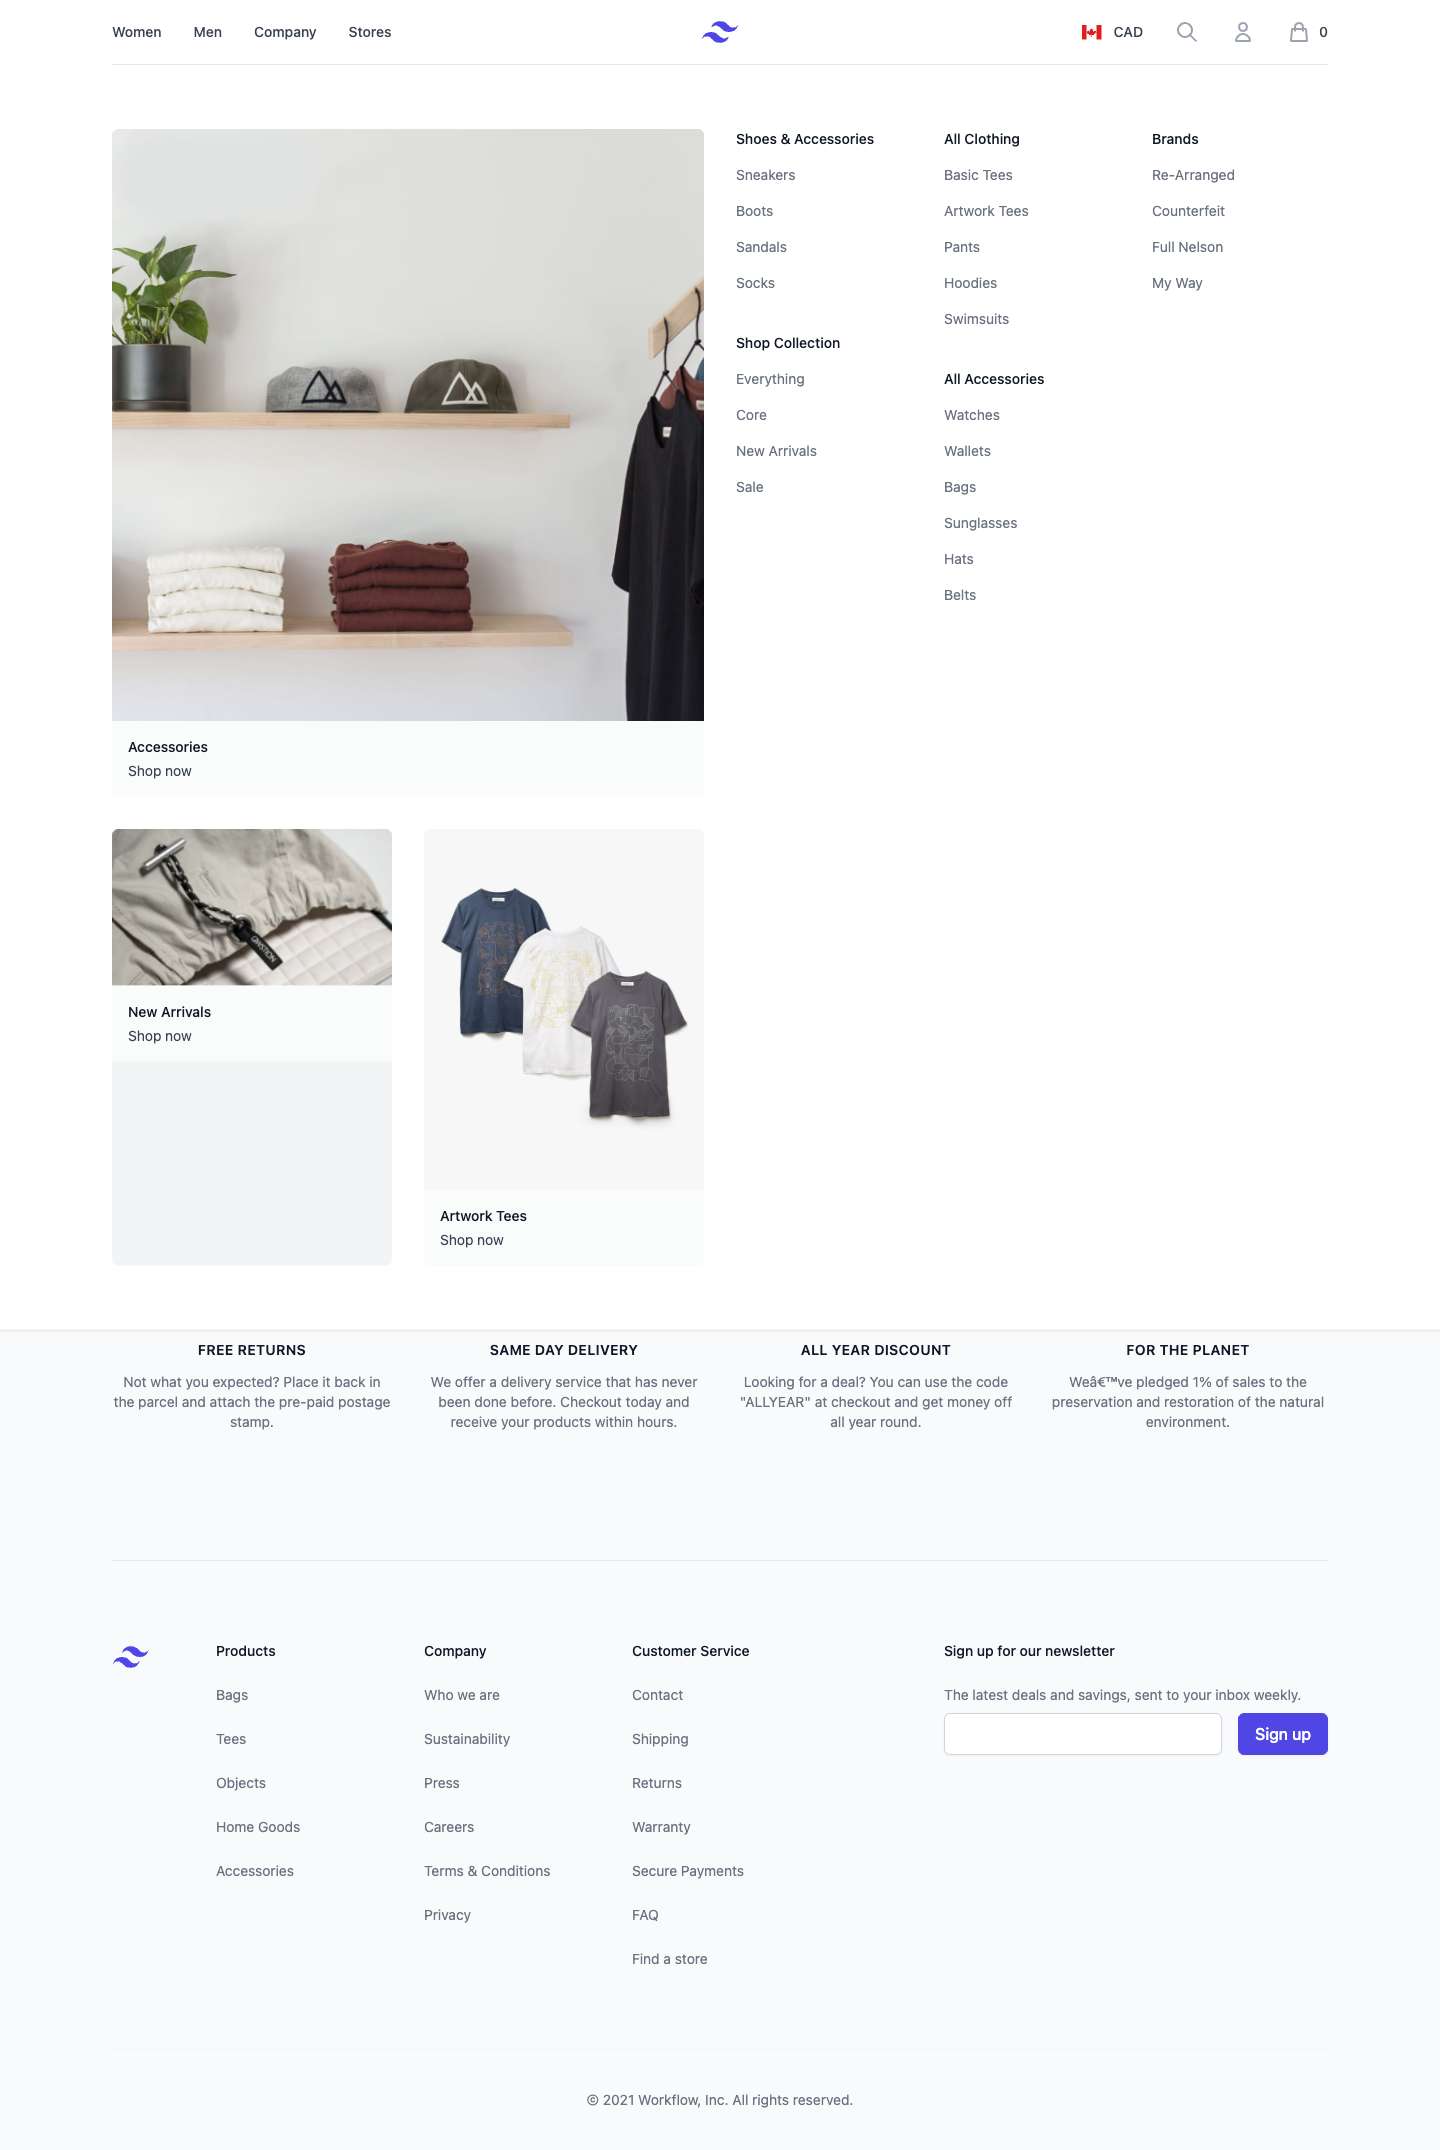 Women
Men
Company
Stores
CAD
0
Shoes & Accessories
Sneakers
Boots
Sandals
Socks
Shop Collection
Everything
Core
New Arrivals
Sale
All Clothing
Basic Tees
Artwork Tees
Pants
Hoodies
Swimsuits
All Accessories
Watches
Wallets
Bags
Sunglasses
Hats
Belts
Brands
Re-Arranged
Counterfeit
Full Nelson
My Way
Accessories
Shop now
New Arrivals
Shop now
Artwork Tees
Shop now
FREE RETURNS
Not what you expected? Place it back in
the parcel and attach the pre-paid postage
stamp.
SAME DAY DELIVERY
We offer a delivery service that has never
been done before. Checkout today and
receive your products within hours.
ALL YEAR DISCOUNT
Looking for a deal? You can use the code
"ALLYEAR" at checkout and get money off
all year round.
FOR THE PLANET
Weâ€™ve pledged 1% of sales to the
preservation and restoration of the natural
environment.
Products
Bags
Tees
Objects
Home Goods
Accessories
Company
Who we are
Sustainability
Press
Careers
Terms & Conditions
Privacy
Customer Service
Contact
Shipping
Returns
Warranty
Secure Payments
FAQ
Find a store
Sign up for our newsletter
The latest deals and savings, sent to your inbox weekly.
Sign up
© 2021 Workflow, Inc. All rights reserved.